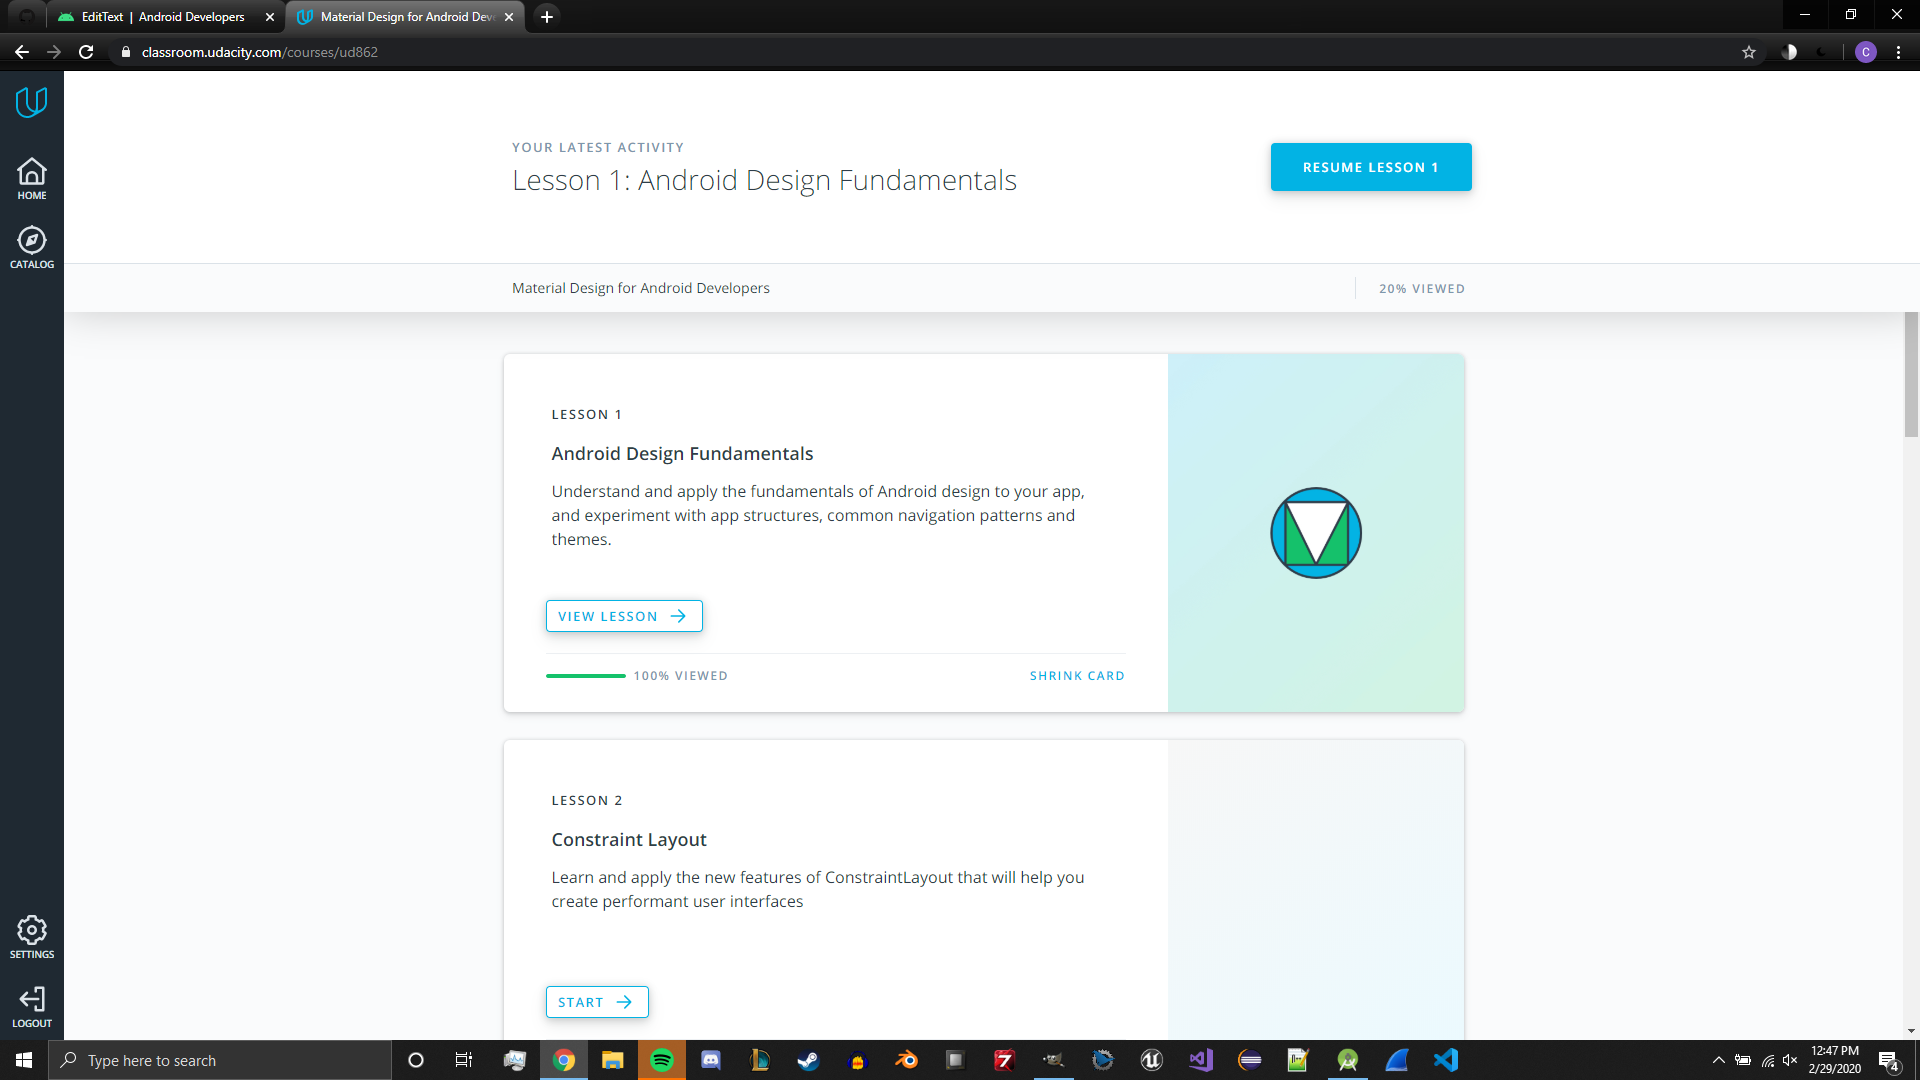 EditText | Android Developers
Material Design for Android Dev
classroom.udacity.com/courses/ud862
C
HOME
CATALOG
SETTINGS
LOGOUT
YOUR LATEST ACTIVITY
Lesson 1: Android Design Fundamentals
RESUME LESSON 1
Material Design for Android Developers
20% VIEWED
LESSON 1
Android Design Fundamentals
Understand and apply the fundamentals of Android design to your app,
and experiment with app structures, common navigation patterns and
themes.
VIEW LESSON
100% VIEWED
SHRINK CARD
LESSON 2
Constraint Layout
Learn and apply the new features of ConstraintLayout that will help you
create performant user interfaces
START
Type here to search
12:47 PM
2/29/2020
4